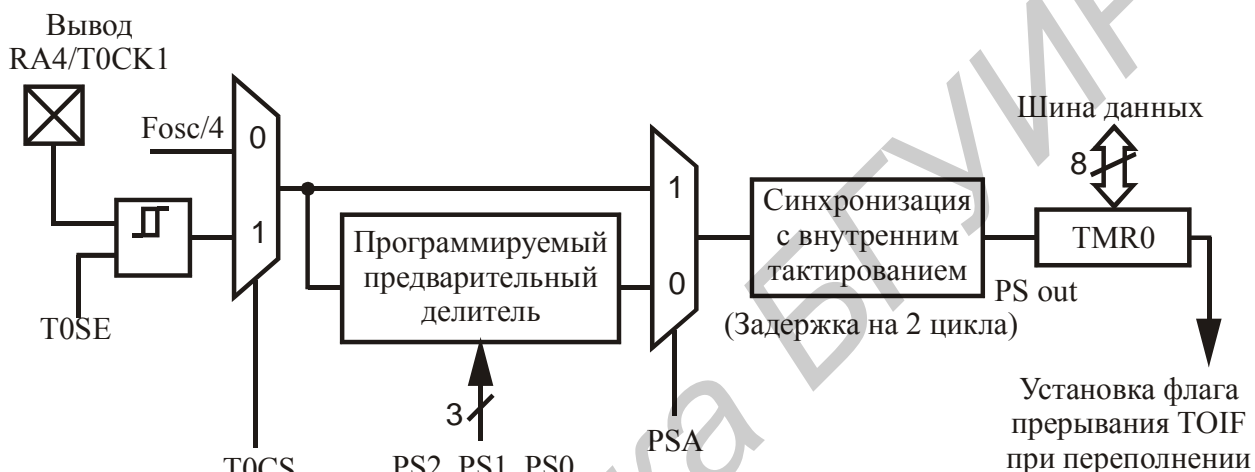 Вывод
RA4/T0CK1
Fosc/4
0
1
T0SE
T0CS
Программируемый
предварительный
делитель
3
PS2, PS1, PS0
1
0
PSA
Синхронизация
с внутренним
тактированием
(Задержка на 2 цикла)
PS out
Шина данных
8
TMR0
Установка флага
прерывания TOIF
при переполнении
ка БГУИР